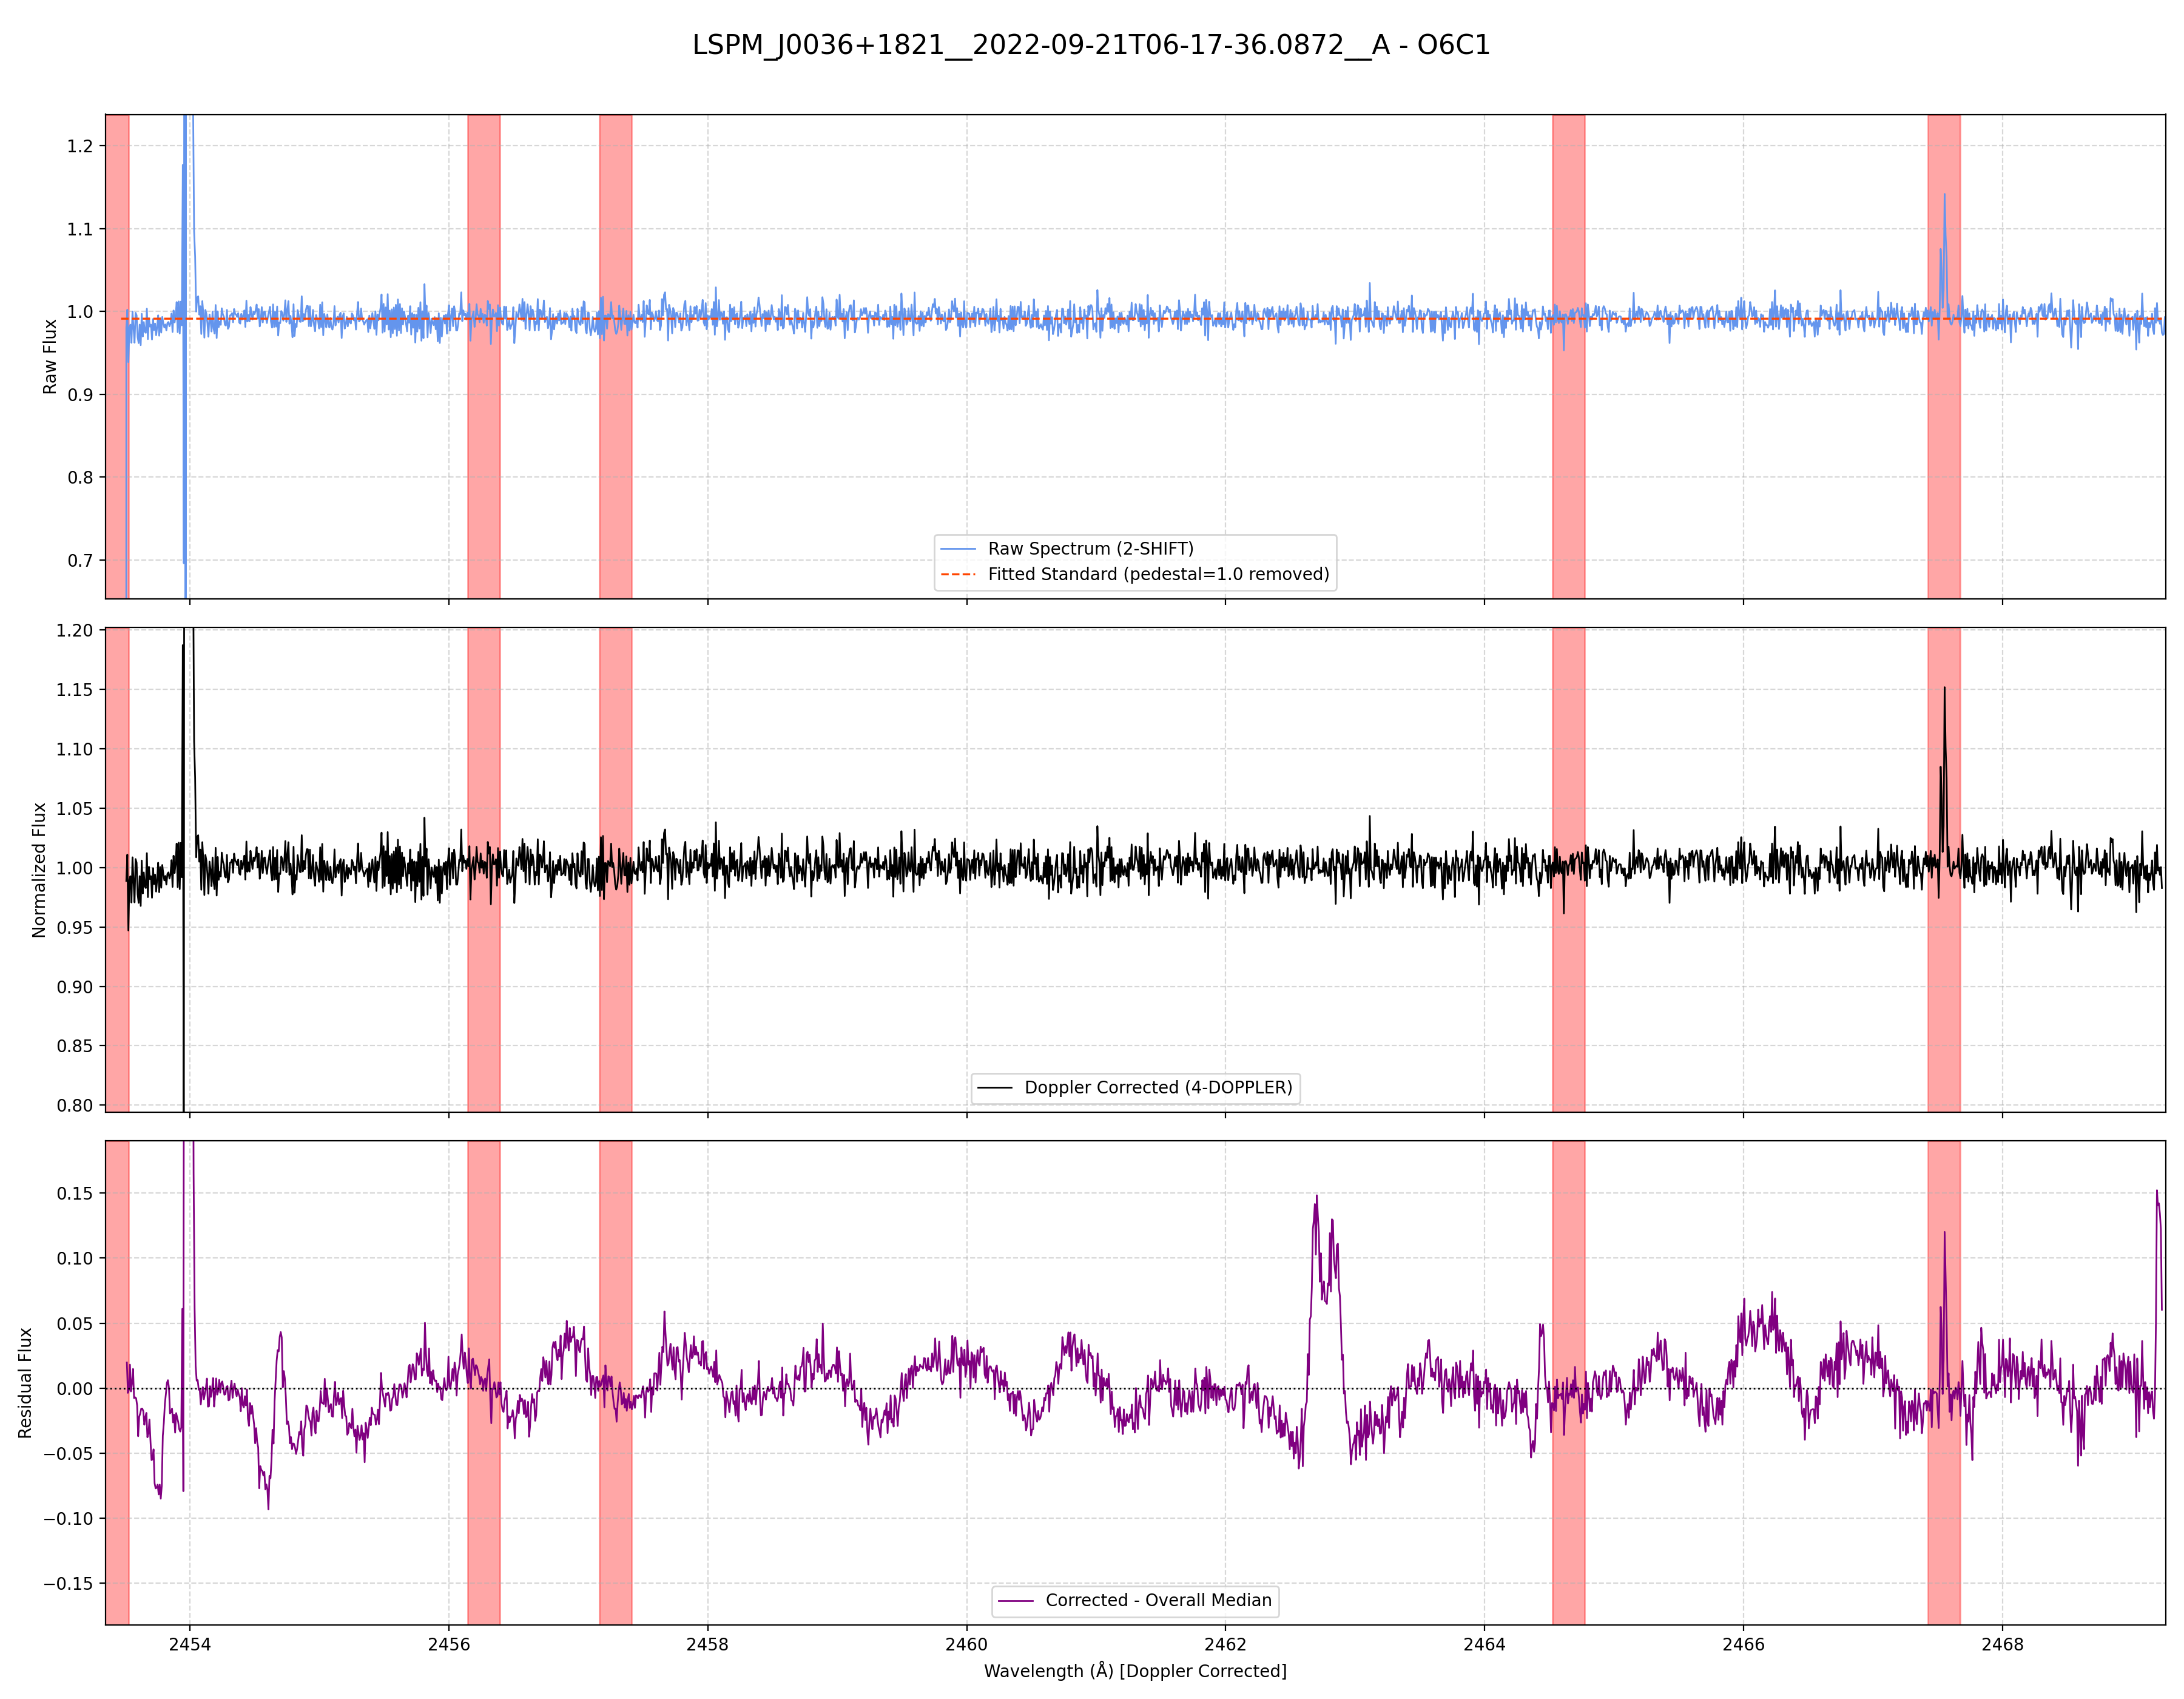 LSPM_J0036+1821__2022-09-21T06-17-36.0872__A - O6C1
1.2
1.1
1.0
0.9
0.8
0.7
Raw Flux
Raw Spectrum (2-SHIFT)
Fitted Standard (pedestal=1.0 removed)
1.20
1.15
1.10
1.05
1.00
0.95
0.90
0.85
0.80
Normalized Flux
Doppler Corrected (4-DOPPLER)
0.15
0.10
0.05
0.00
−0.05
−0.10
−0.15
Residual Flux
Corrected - Overall Median
2454 2456 2458 2460 2462 2464 2466 2468
Wavelength (Å) [Doppler Corrected]